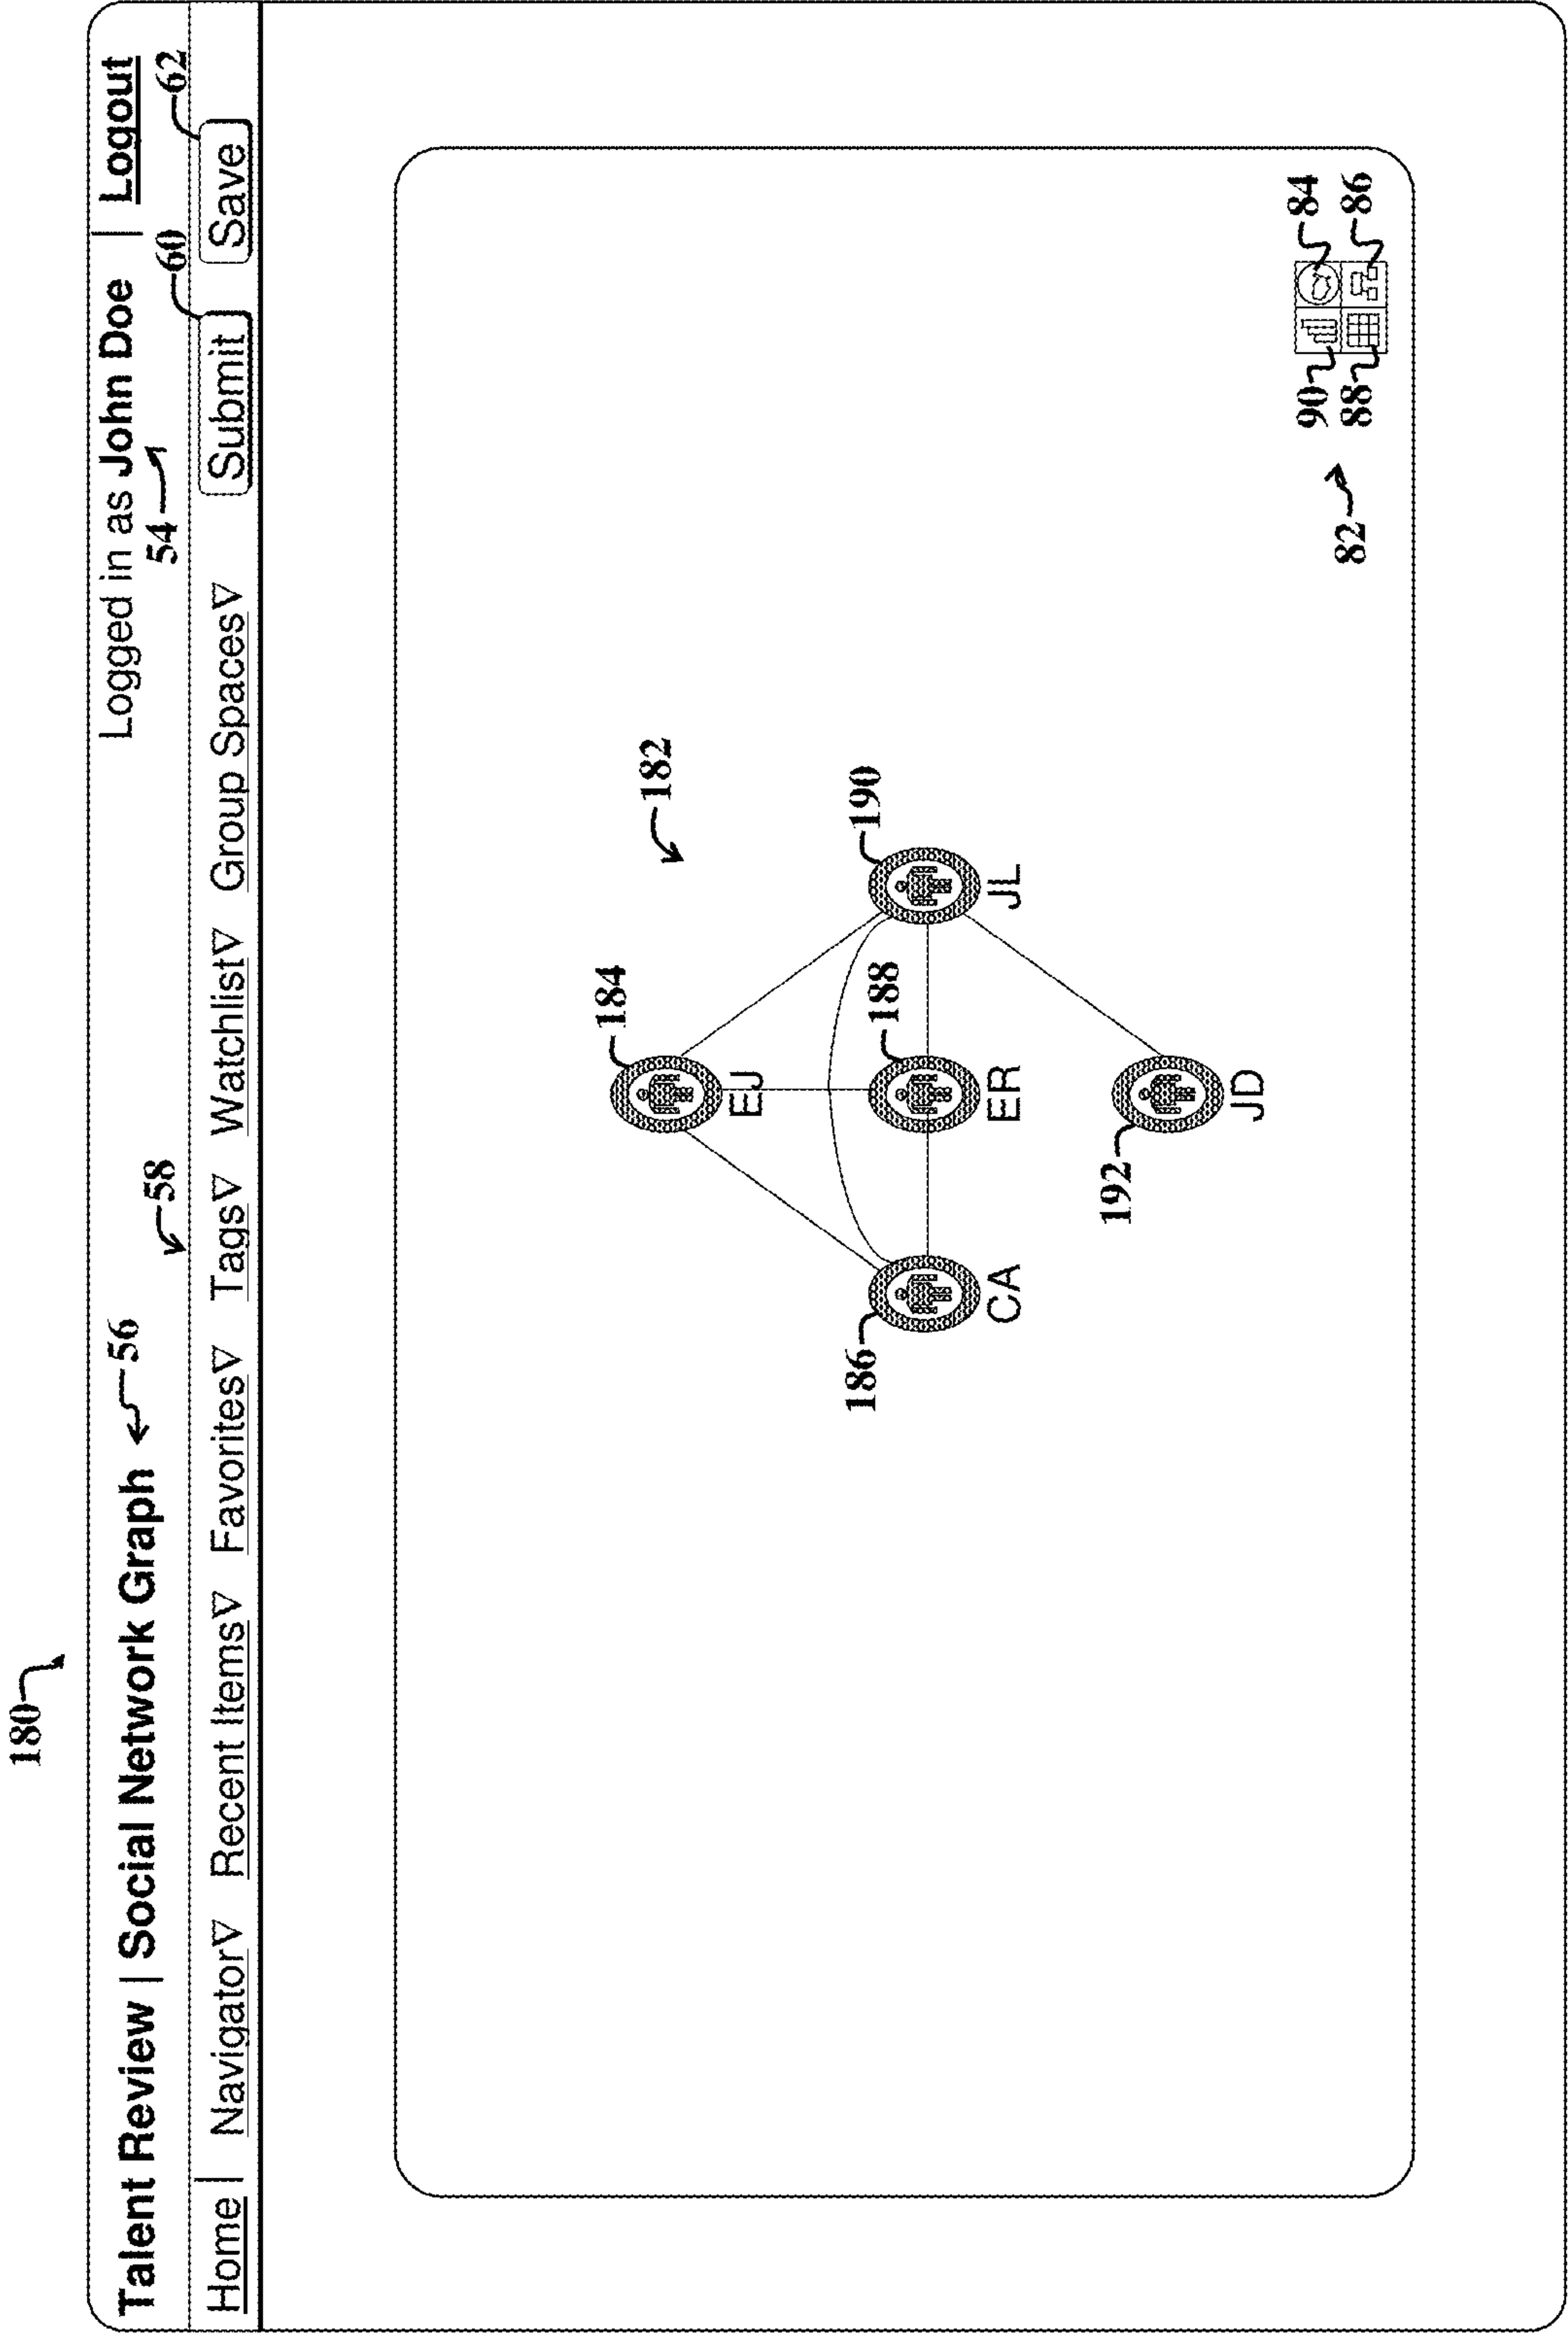 180
Talent Review | Social Network Graph 56
Logged in as John Doe | Logout
58
54
60
62
Home | Navigator∇ Recent Items∇ Favorites∇ Tags∇ Watchlist∇ Group Spaces∇ Submit Save
182
184
EJ
186
188
190
CA
ER
JL
192
JD
82
90
84
88
86